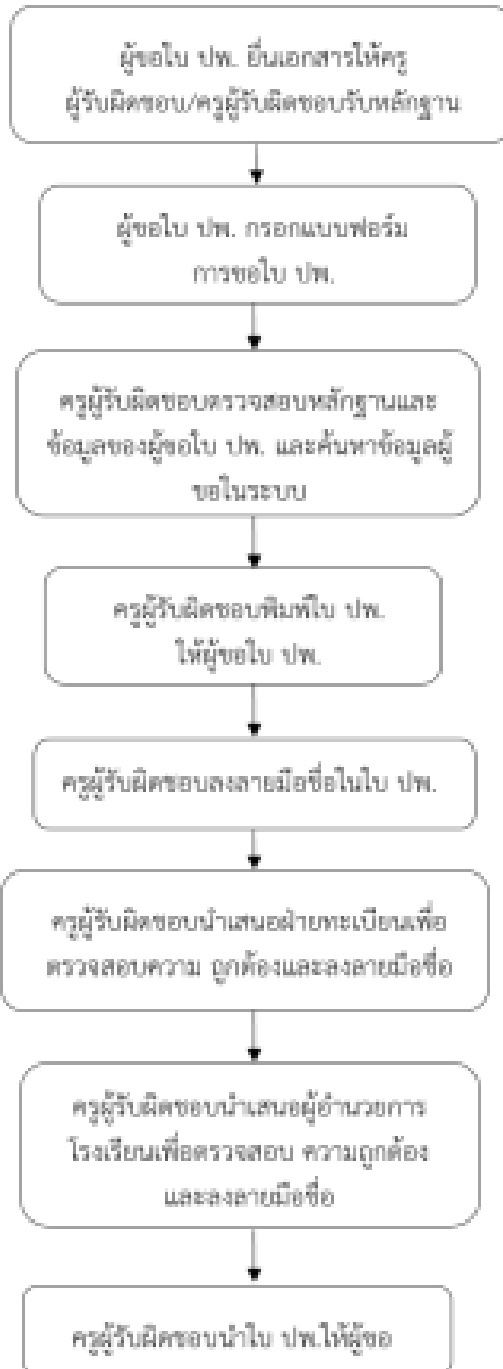 ผู้ขอใบ ปพ. ยื่นเอกสารให้ครู
ผู้รับผิดชอบ/ครูผู้รับผิดชอบรับหลักฐาน
ผู้ขอใบ ปพ. กรอกแบบฟอร์ม
การขอใบ ปพ.
ครูผู้รับผิดชอบตรวจสอบหลักฐานและ
ข้อมูลของผู้ขอใบ ปพ. และค้นหาข้อมูลผู้
ขอในระบบ
ครูผู้รับผิดชอบพิมพ์ใบ ปพ.
ให้ผู้ขอใบ ปพ.
ครูผู้รับผิดชอบลงลายมือชื่อในใบ ปพ.
ครูผู้รับผิดชอบนำเสนอฝ่ายทะเบียนเพื่อ
ตรวจสอบความ ถูกต้องและลงลายมือชื่อ
ครูผู้รับผิดชอบนำเสนอผู้อำนวยการ
โรงเรียนเพื่อตรวจสอบ ความถูกต้อง
และลงลายมือชื่อ
ครูผู้รับผิดชอบนำใบ ปพ.ให้ผู้ขอ